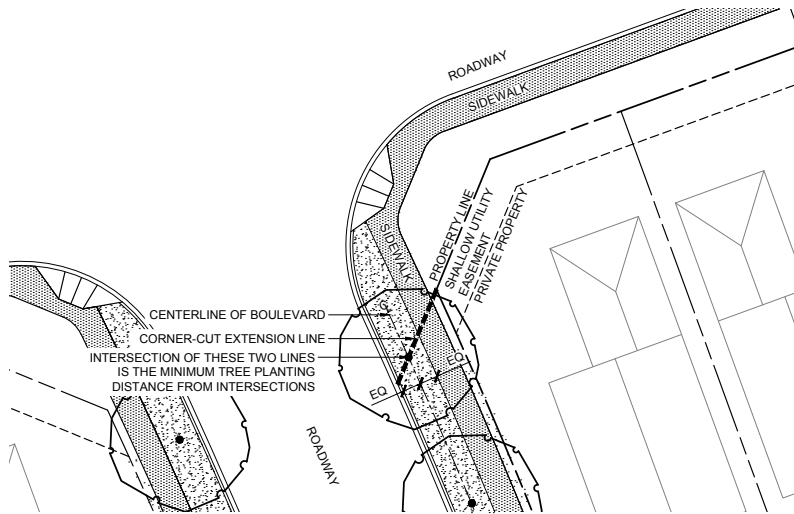 ROADWAY
SIDEWALK
PROPERTY LINE
SHALLOW UTILITY
EASEMENT
PRIVATE PROPERTY
SIDEWALK
CENTERLINE OF BOULEVARD
CORNER-CUT EXTENSION LINE
INTERSECTION OF THESE TWO LINES
IS THE MINIMUM TREE PLANTING
DISTANCE FROM INTERSECTIONS
EQ
EQ
ROADWAY